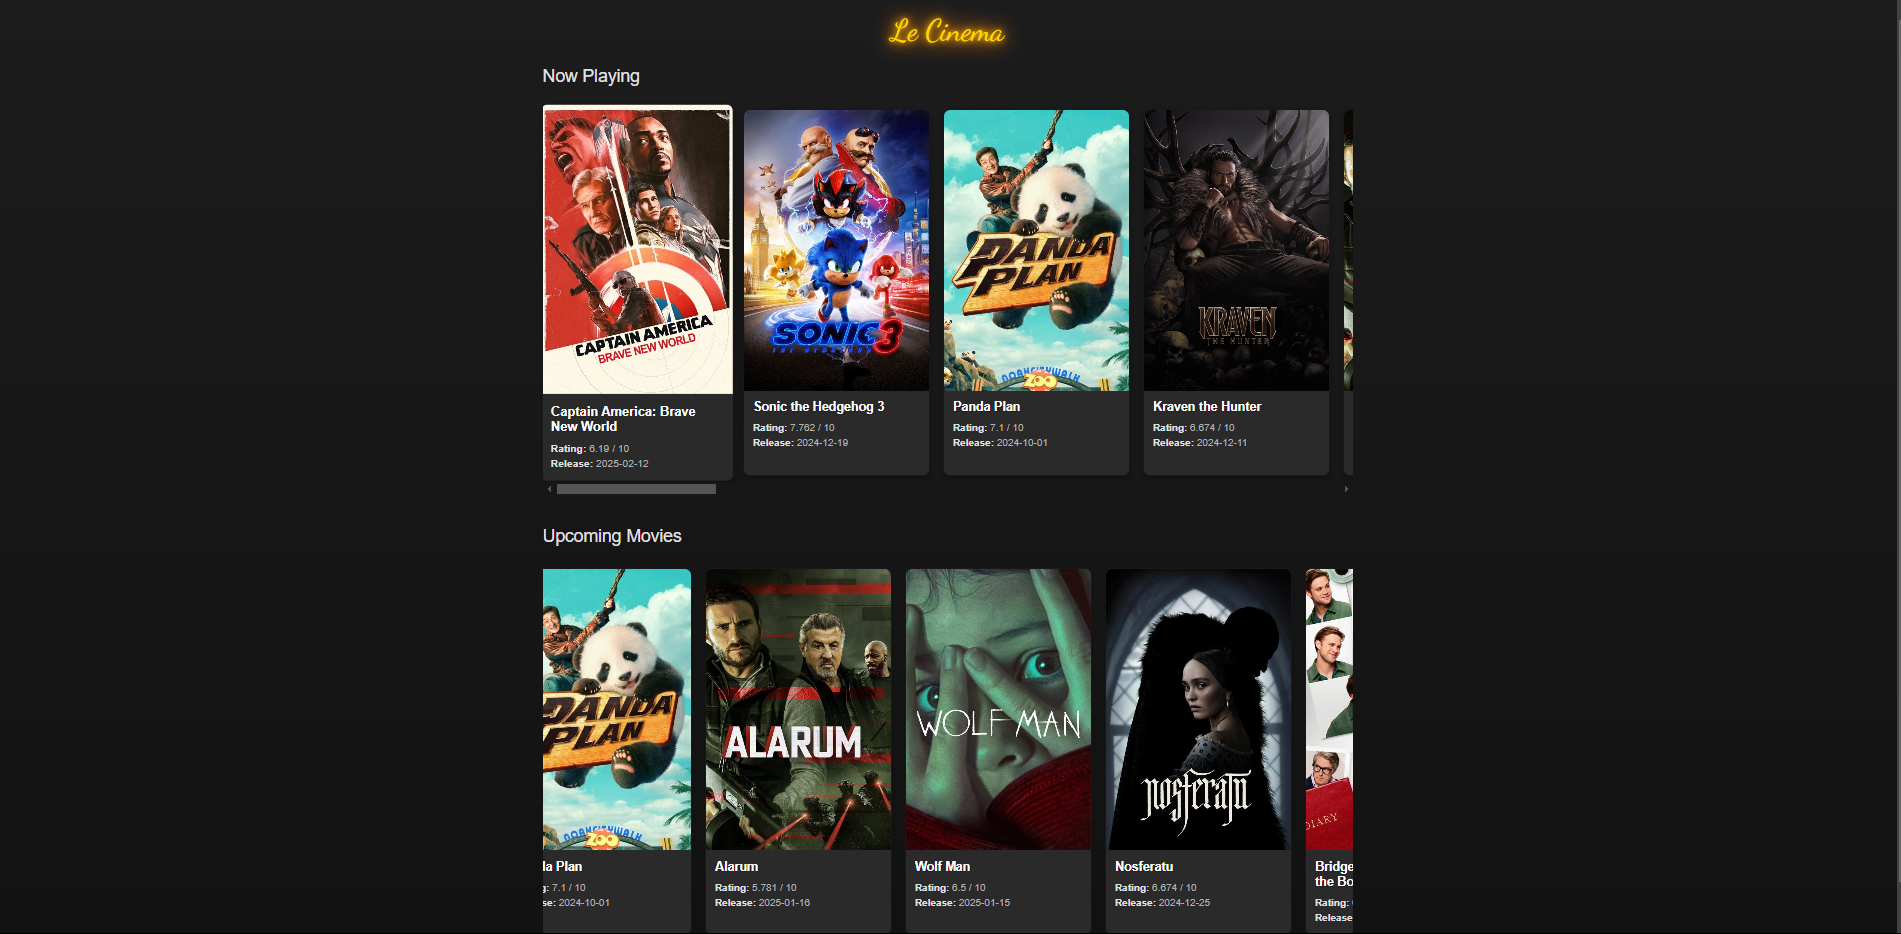 Le Cinema
Now Playing
CAPTAIN AMERICA
BRAVE NEW WORLD
Captain America: Brave
New World
Rating: 6.19 / 10
Release: 2025-02-12
SONIC 3
THE HEDGEHOG
Sonic the Hedgehog 3
Rating: 7.762 / 10
Release: 2024-12-19
PANDA
PLAN
ZOO
Panda Plan
Rating: 7.1 / 10
Release: 2024-10-01
KRAVEN
THE HUNTER
Kraven the Hunter
Rating: 6.674 / 10
Release: 2024-12-11
Upcoming Movies
PANDA
PLAN
ZOO
la Plan
g: 7.1 / 10
se: 2024-10-01
ALARUM
Alarum
Rating: 5.781 / 10
Release: 2025-01-16
WOLF MAN
Wolf Man
Rating: 6.5 / 10
Release: 2025-01-15
nosferatu
Nosferatu
Rating: 6.674 / 10
Release: 2024-12-25
DIARY
Bridge
the Bo
Rating:
Release